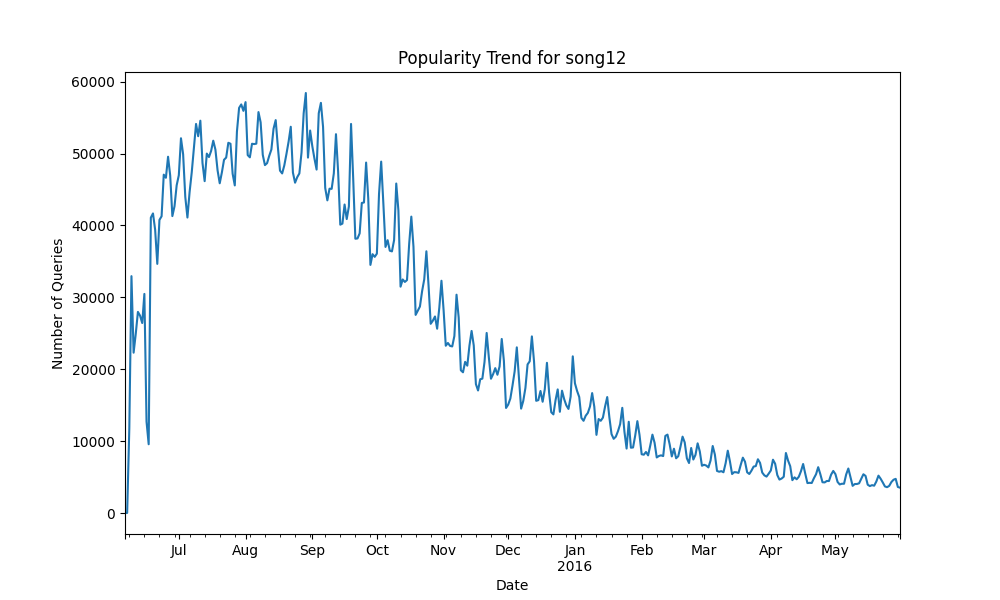 Popularity Trend for song12
Number of Queries
60000
50000
40000
30000
20000
10000
0
Jul Aug Sep Oct Nov Dec Jan Feb Mar Apr May
2016
Date